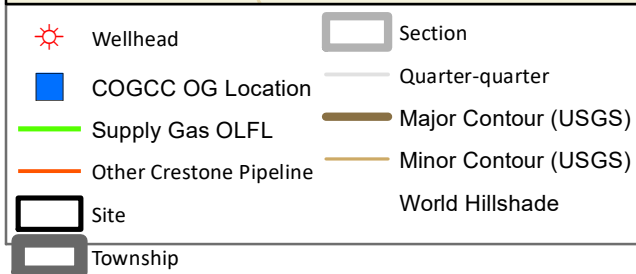 Wellhead
COGCC OG Location
Supply Gas OLFL
Other Crestone Pipeline
Site
Township
Section
Quarter-quarter
Major Contour (USGS)
Minor Contour (USGS)
World Hillshade